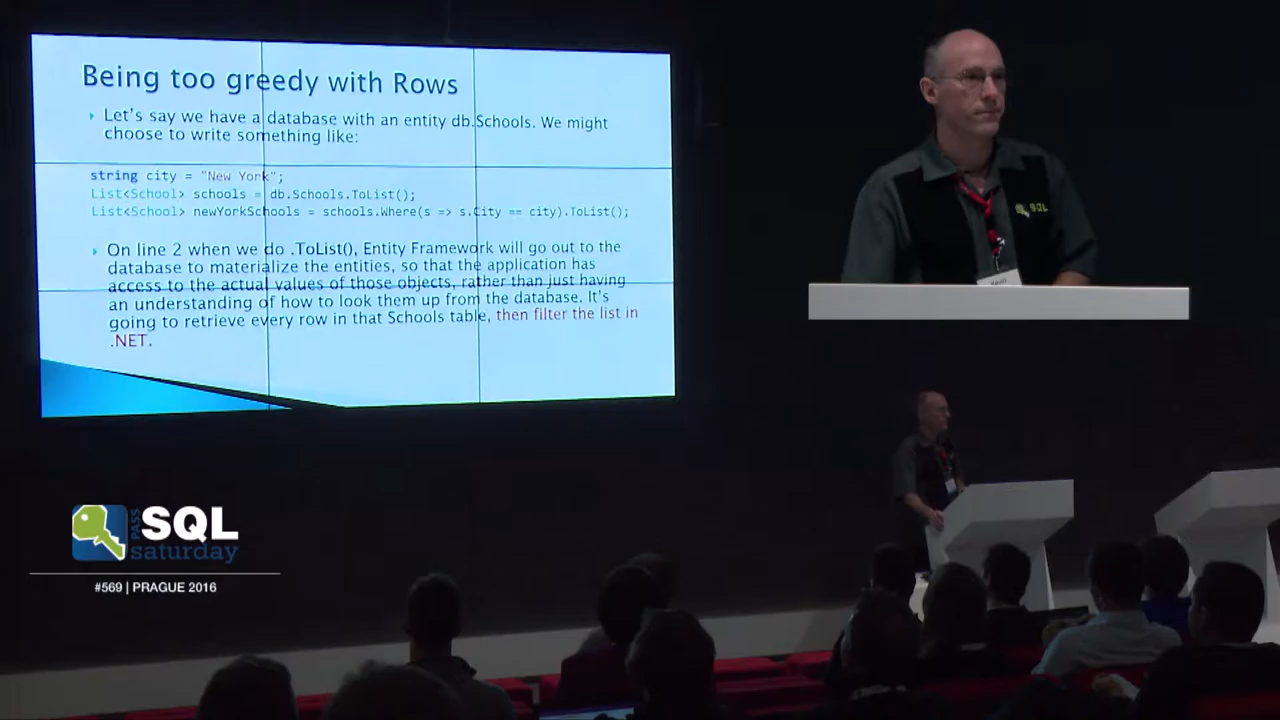 Being too greedy with Rows
Let's say we have a database with an entity db.Schools. We might
choose to write something like:
string city = "New York";
List<School> schools = db.Schools.ToList();
List<School> newYorkSchools = schools.Where(s => s.City == city).ToList();
On line 2 when we do .ToList(), Entity Framework will go out to the
database to materialize the entities, so that the application has
access to the actual values of those objects, rather than just having
an understanding of how to look them up from the database. It's
going to retrieve every row in that Schools table, then filter the list in
.NET.
SQL
PASS
SQL
saturday
#569 | PRAGUE 2016